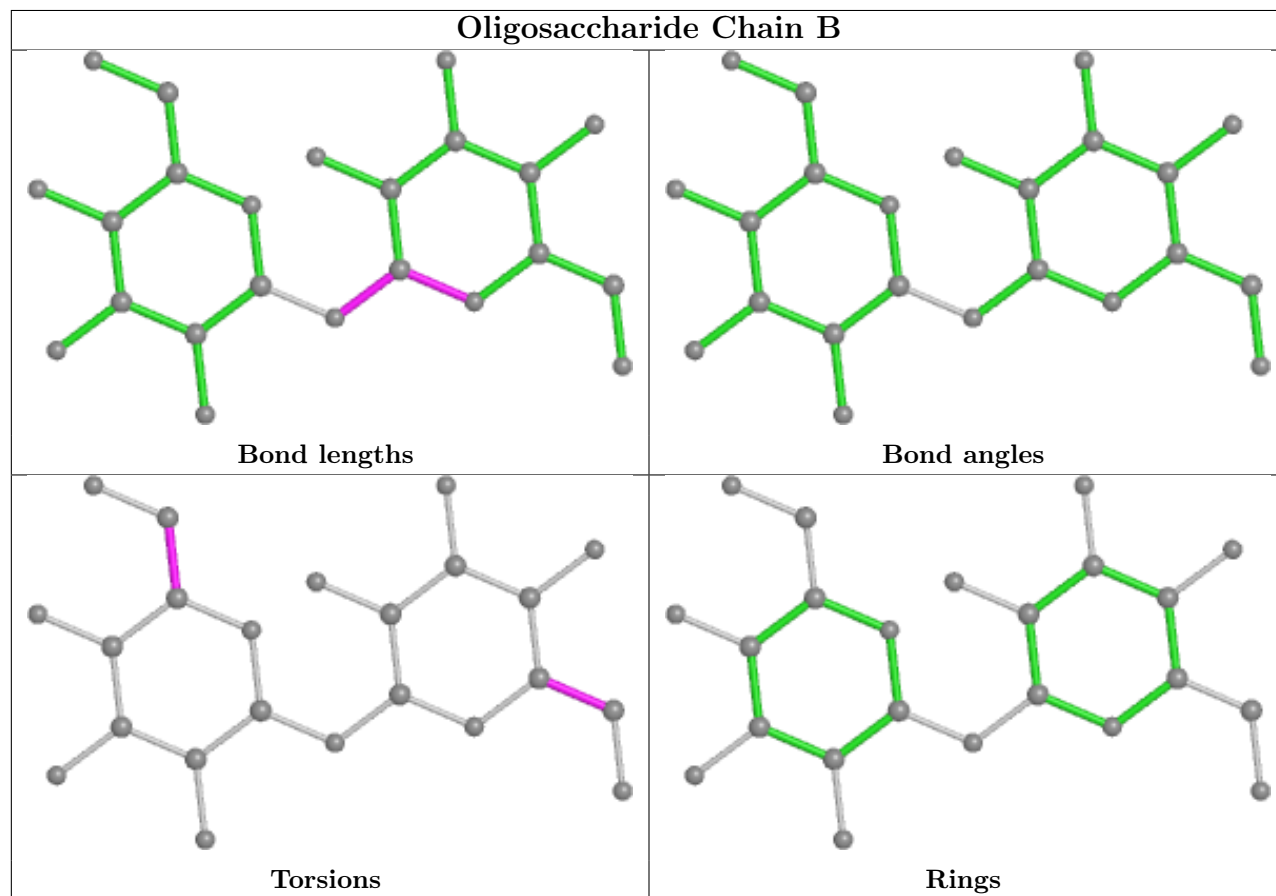 Oligosaccharide Chain B
Bond lengths
Bond angles
Torsions
Rings